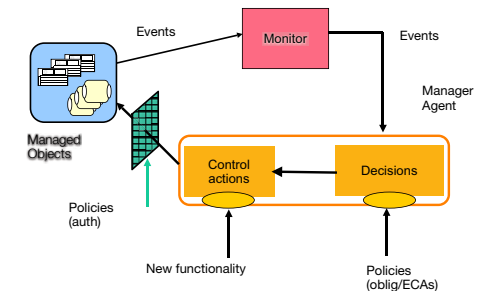 Events
Monitor
Events
Manager
Agent
Managed
Objects
Control
actions
Decisions
Policies
(auth)
New functionality
Policies
(oblig/ECAs)